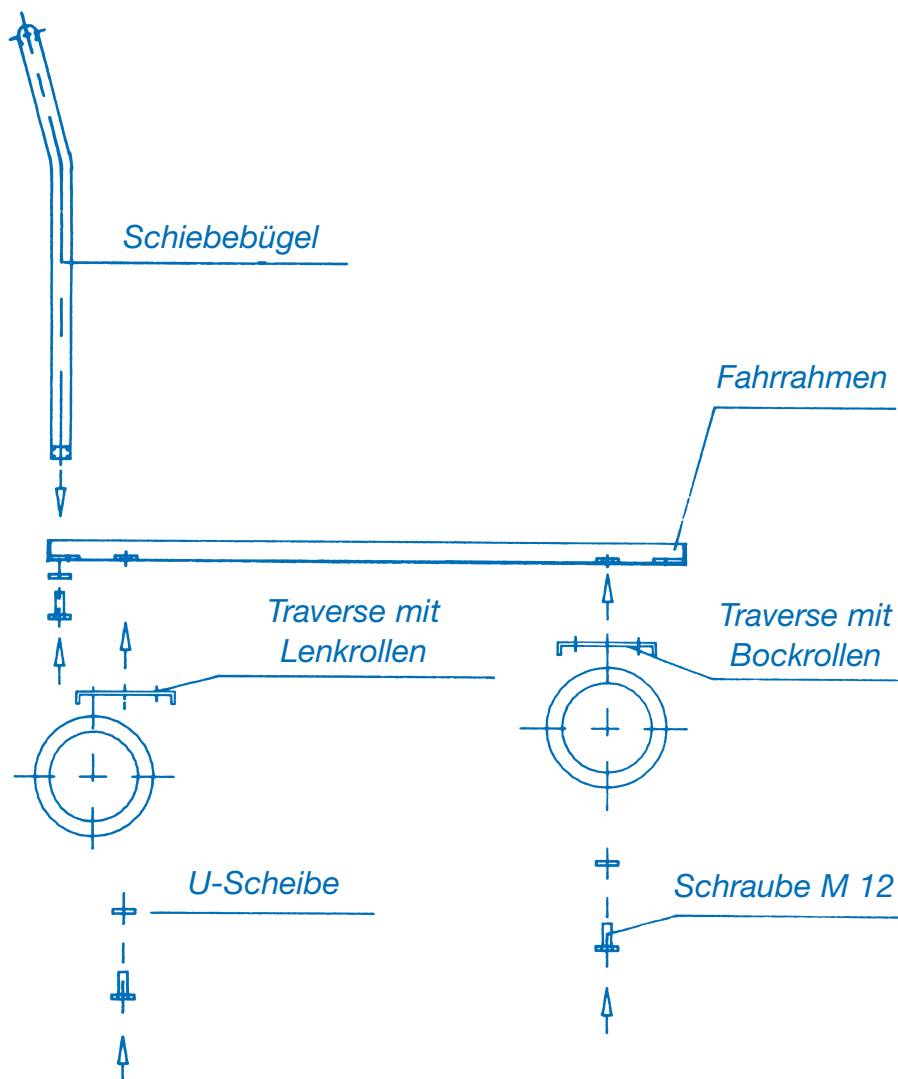 Schiebebügel
Fahrrahmen
Traverse mit
Lenkrollen
Traverse mit
Bockrollen
U-Scheibe
Schraube M 12